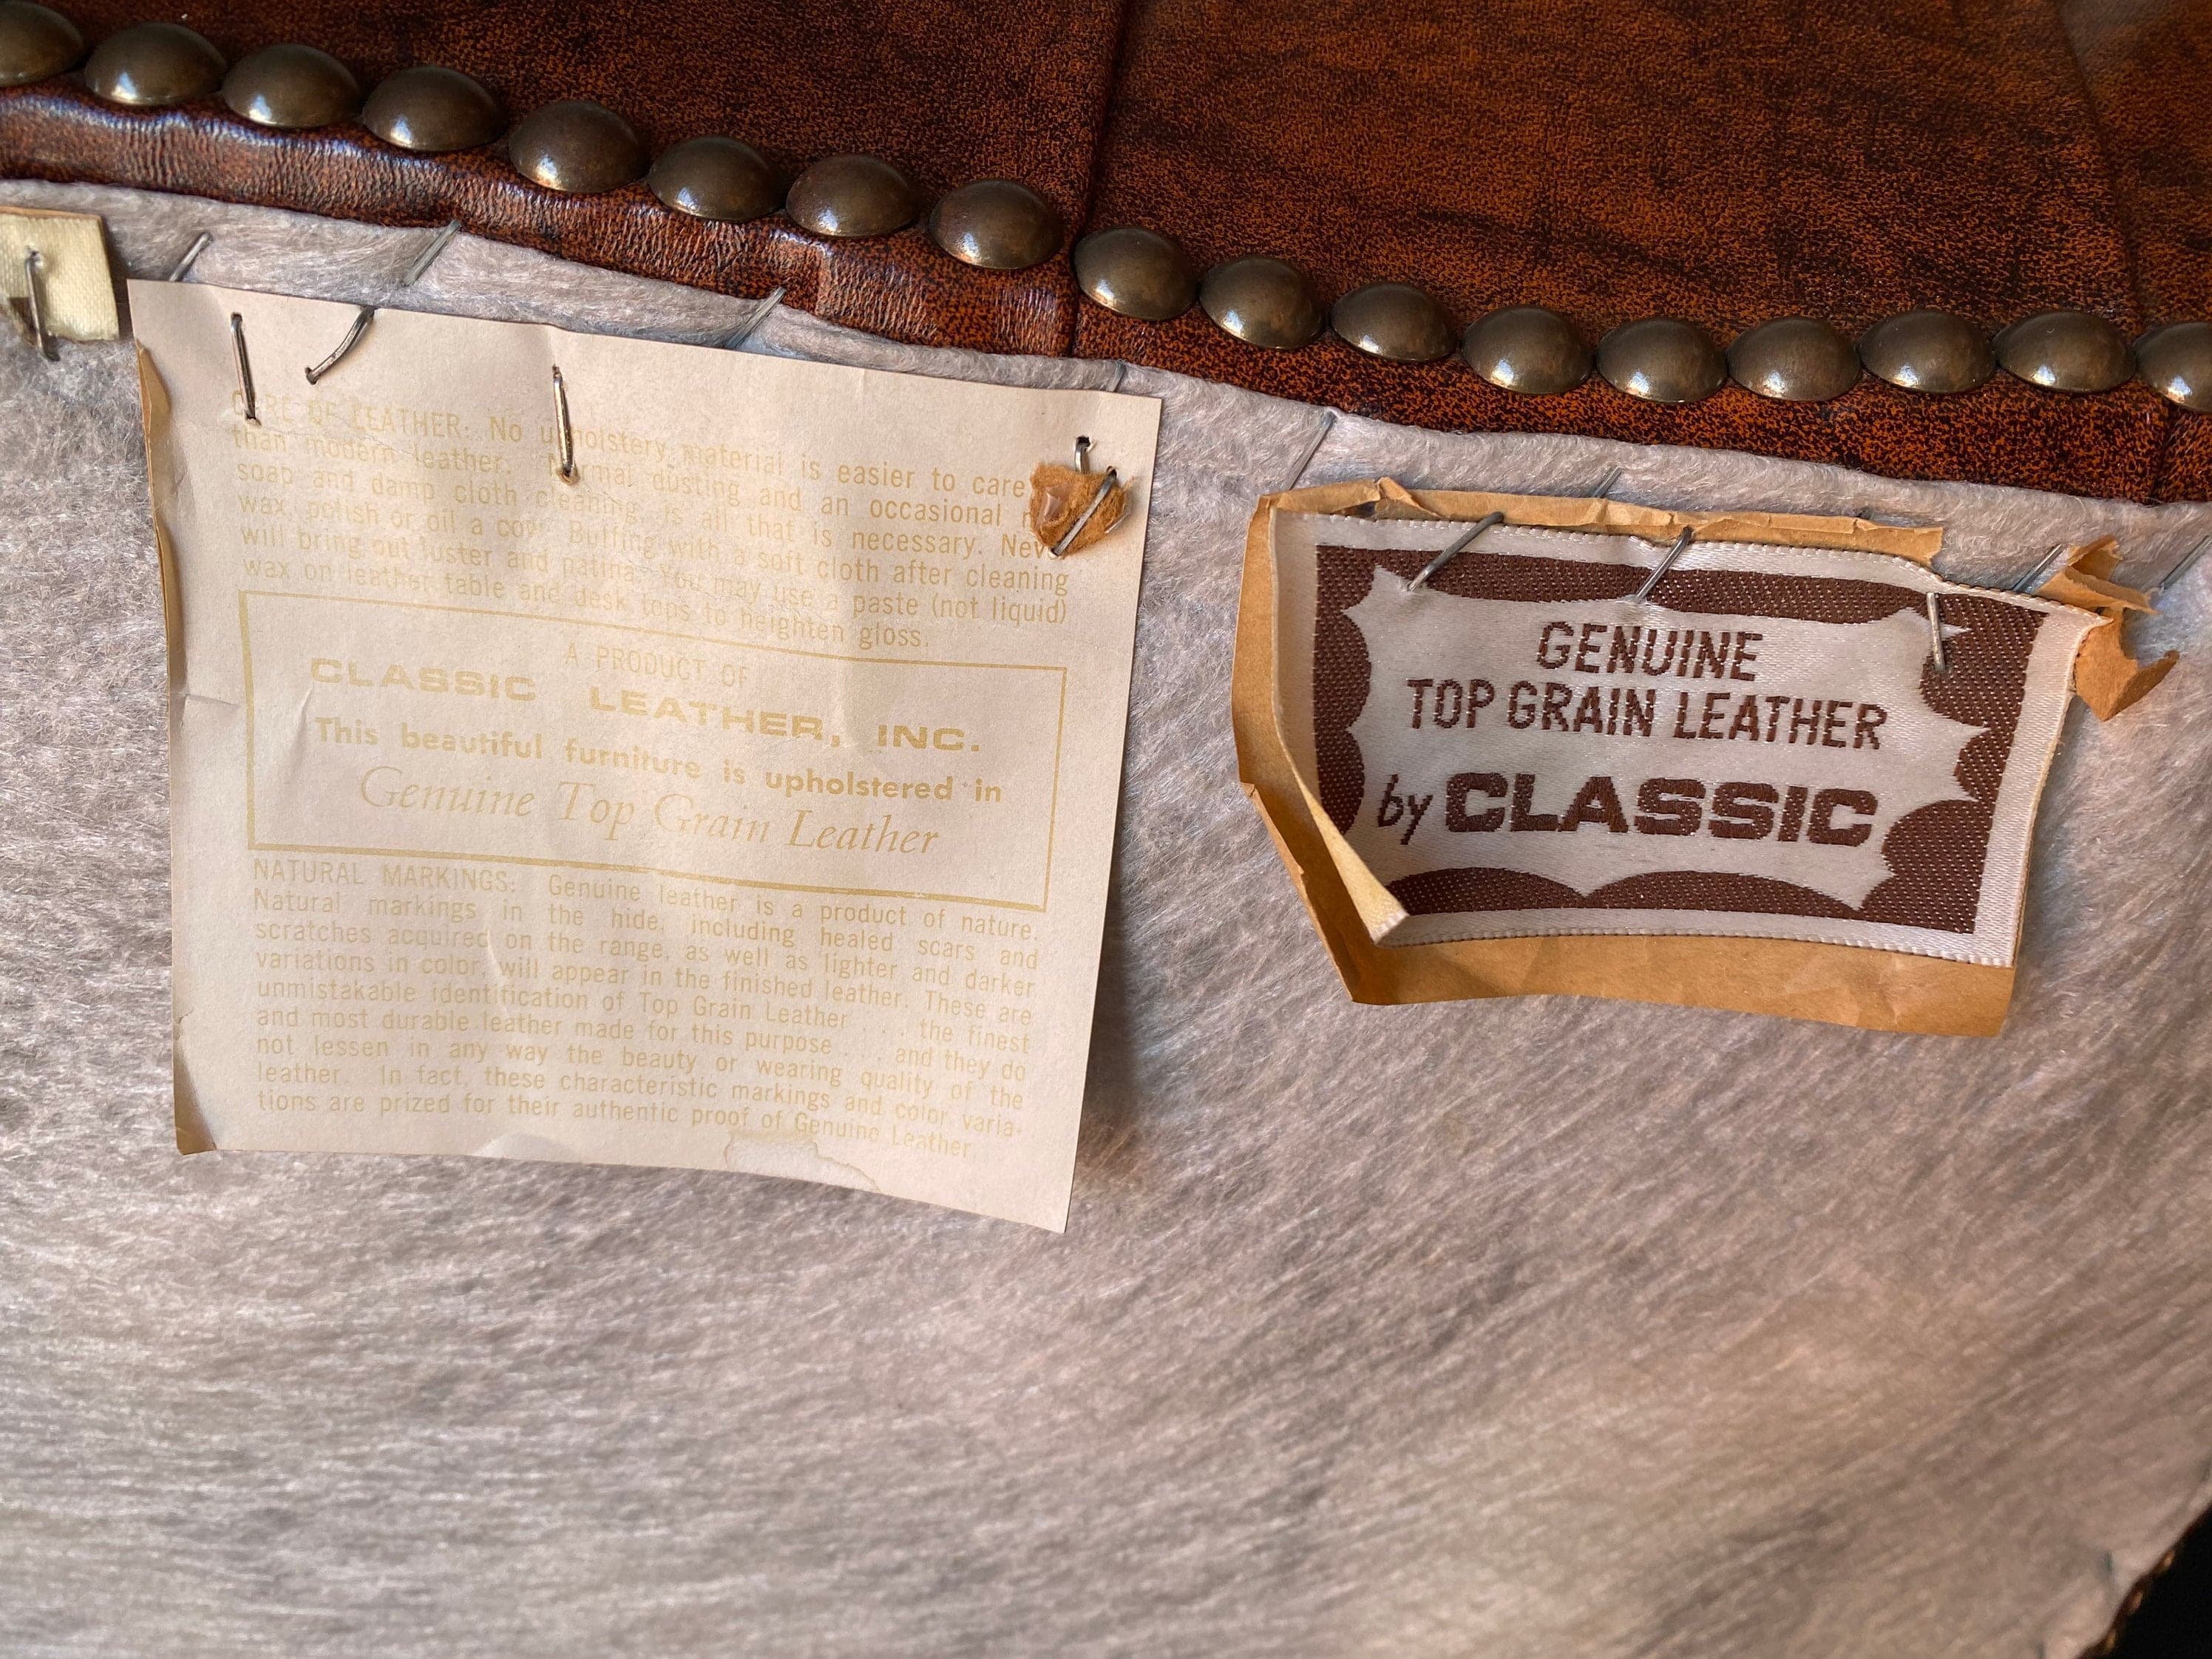 CARE OF LEATHER: No upholstery material is easier to care
than modern leather. Normal dusting and an occasional
soap and damp cloth cleaning is all that is necessary. Never
wax, polish or oil a Buffing with a soft cloth after cleaning
will bring out luster and patina. You may use a paste (not liquid)
wax on leather table and desk tops to heighten gloss.
A PRODUCT OF
CLASSIC LEATHER, INC.
This beautiful furniture is upholstered in
Genuine Top Grain Leather
NATURAL MARKINGS: Genuine leather is a product of nature.
Natural markings in the hide, including healed scars and
scratches acquired on the range, as well as lighter and darker
variations in color, will appear in the finished leather. These are
unmistakable identification of Top Grain Leather . . . the finest
and most durable leather made for this purpose . . . and they do
not lessen in any way the beauty or wearing quality of the
leather. In fact, these characteristic markings and color varia-
tions are prized for their authentic proof of Genuine Leather.
GENUINE
TOP GRAIN LEATHER
by CLASSIC